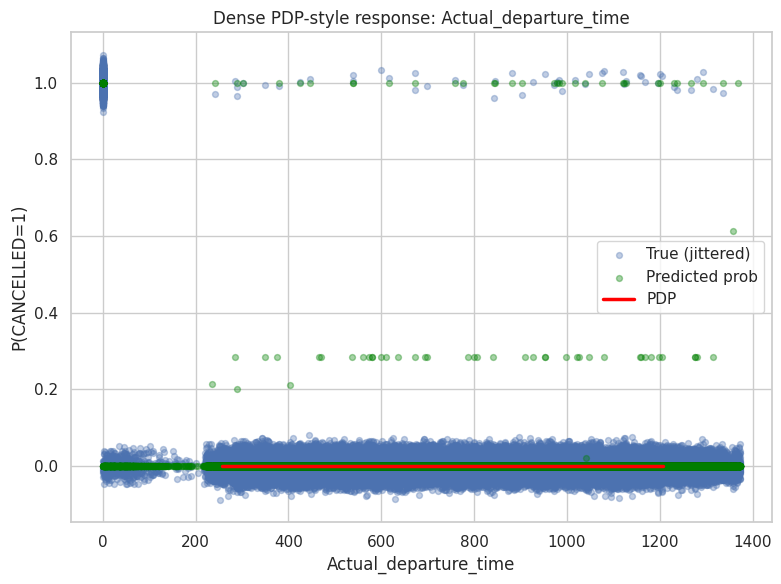 Dense PDP-style response: Actual_departure_time
P(CANCELLED=1)
1.0
0.8
0.6
0.4
0.2
0.0
True (jittered)
Predicted prob
PDP
0 200 400 600 800 1000 1200 1400
Actual_departure_time